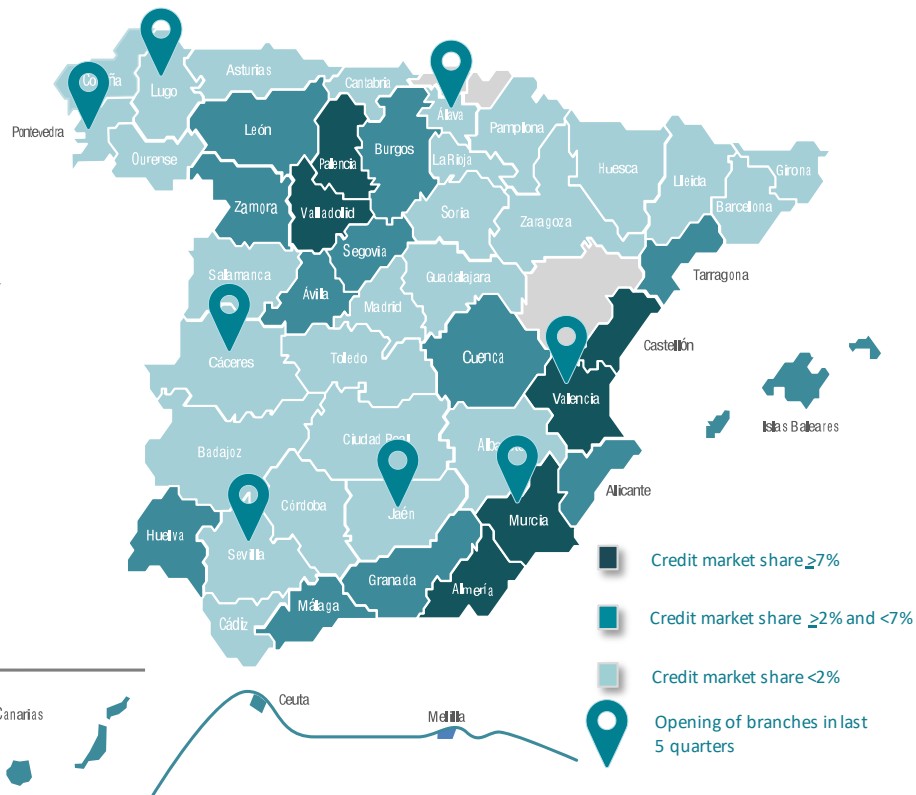 Asturias
Cantabria
Lugo
Pontevedra
León
Palencia
Burgos
Álava
Pamplona
La Rioja
Huesca
Lleida
Girona
Barcelona
Ourense
Zamora
Valladolid
Soria
Zaragoza
Segovia
Salamanca
Ávilla
Madrid
Guadalajara
Tarragona
Cáceres
Toledo
Cuenca
Castellón
Valencia
Islas Baleares
Badajoz
Ciudad Real
Allicante
Córdoba
Jaén
Murcia
Huelva
Sevilla
Granada
Almería
Málaga
Cádiz
Credit market share ≥7%
Credit market share ≥2% and <7%
Credit market share <2%
Opening of branches in last
5 quarters
Canarias
Ceuta
Melilla